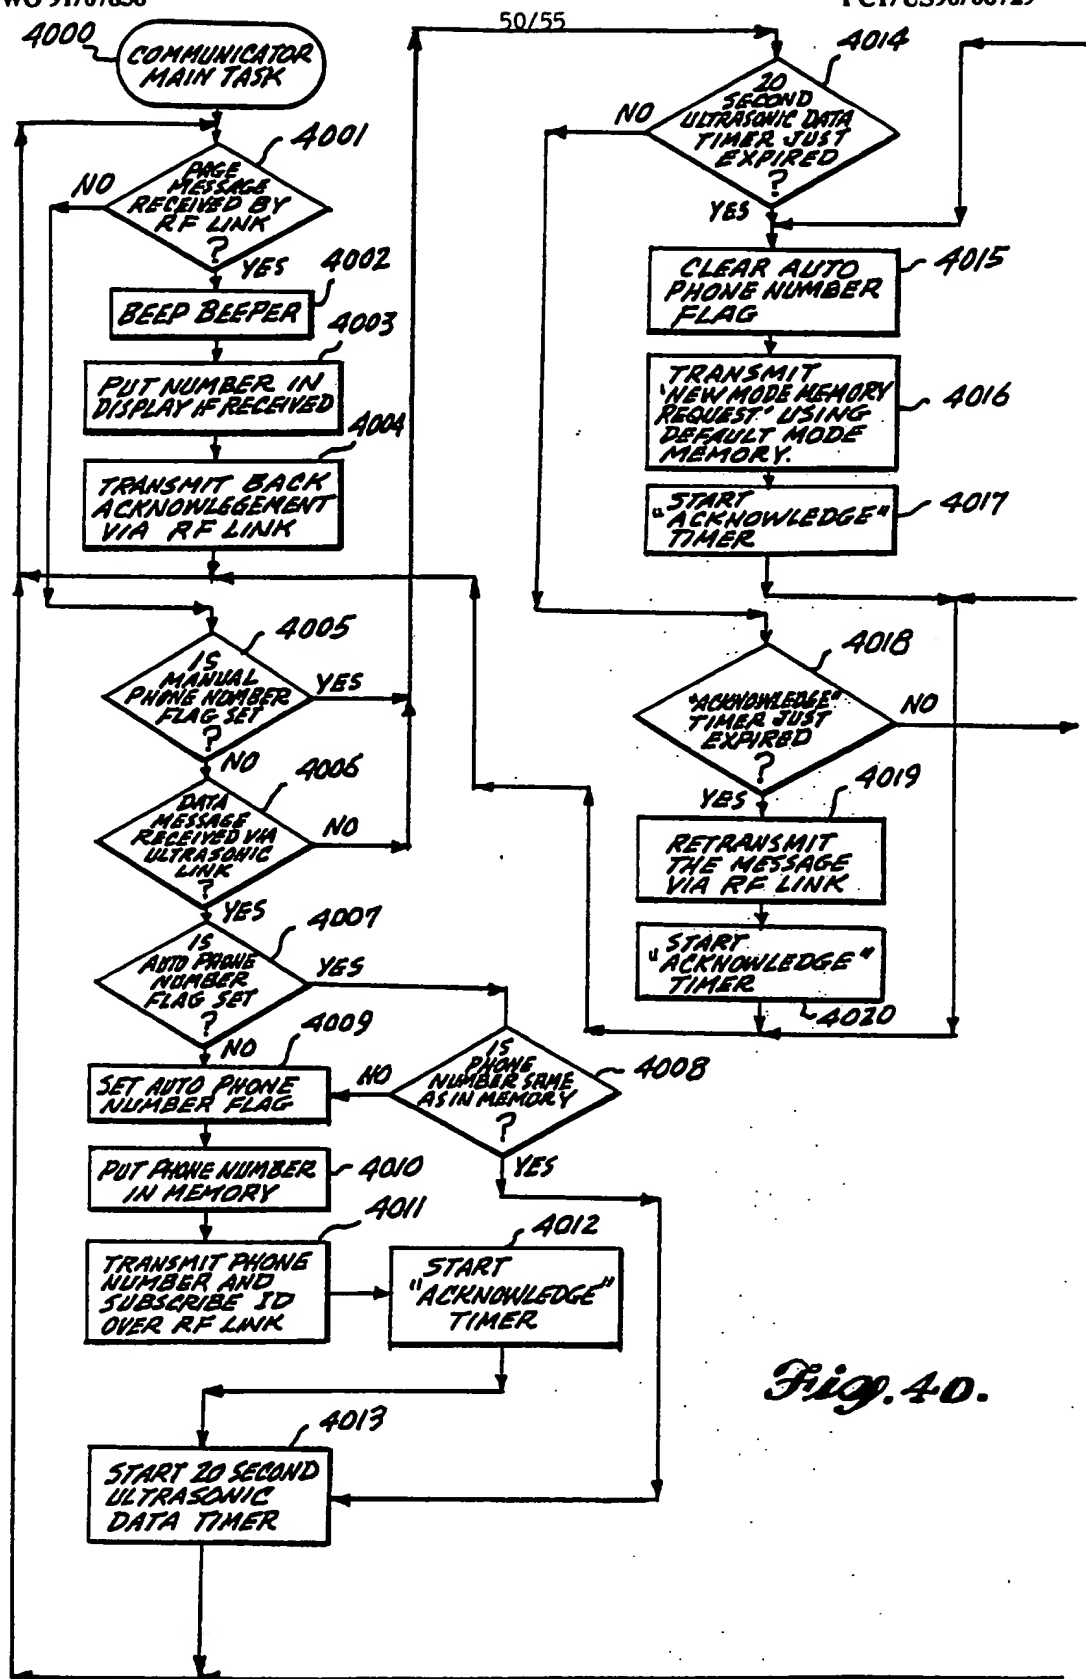 50/55
4000
COMMUNICATOR
MAIN TASK
4001
PAGE
MESSAGE
RECEIVED BY
RF LINK
?
NO
YES
4002
BEEP BEEPER
4003
PUT NUMBER IN
DISPLAY IF RECEIVED
4004
TRANSMIT BACK
ACKNOWLEGEMENT
VIA RF LINK
4005
IS
MANUAL
PHONE NUMBER
FLAG SET
?
YES
NO
4006
DATA
MESSAGE
RECEIVED VIA
ULTRASONIC
LINK
?
NO
YES
4007
IS
AUTO PHONE
NUMBER
FLAG SET
?
YES
NO
4008
IS
PHONE
NUMBER SAME
AS IN MEMORY
?
NO
YES
4009
SET AUTO PHONE
NUMBER FLAG
4010
PUT PHONE NUMBER
IN MEMORY
4011
TRANSMIT PHONE
NUMBER AND
SUBSCRIBE ID
OVER RF LINK
4012
START
"ACKNOWLEDGE"
TIMER
4013
START 20 SECOND
ULTRASONIC
DATA TIMER
4014
20
SECOND
ULTRASONIC DATA
TIMER JUST
EXPIRED
?
NO
YES
4015
CLEAR AUTO
PHONE NUMBER
FLAG
4016
TRANSMIT
'NEW MODE MEMORY
REQUEST' USING
DEFAULT MODE
MEMORY.
4017
START
"ACKNOWLEDGE"
TIMER
4018
"ACKNOWLEDGE"
TIMER JUST
EXPIRED
?
NO
YES
4019
RETRANSMIT
THE MESSAGE
VIA RF LINK
START
"ACKNOWLEDGE"
TIMER
4020
Fig. 40.